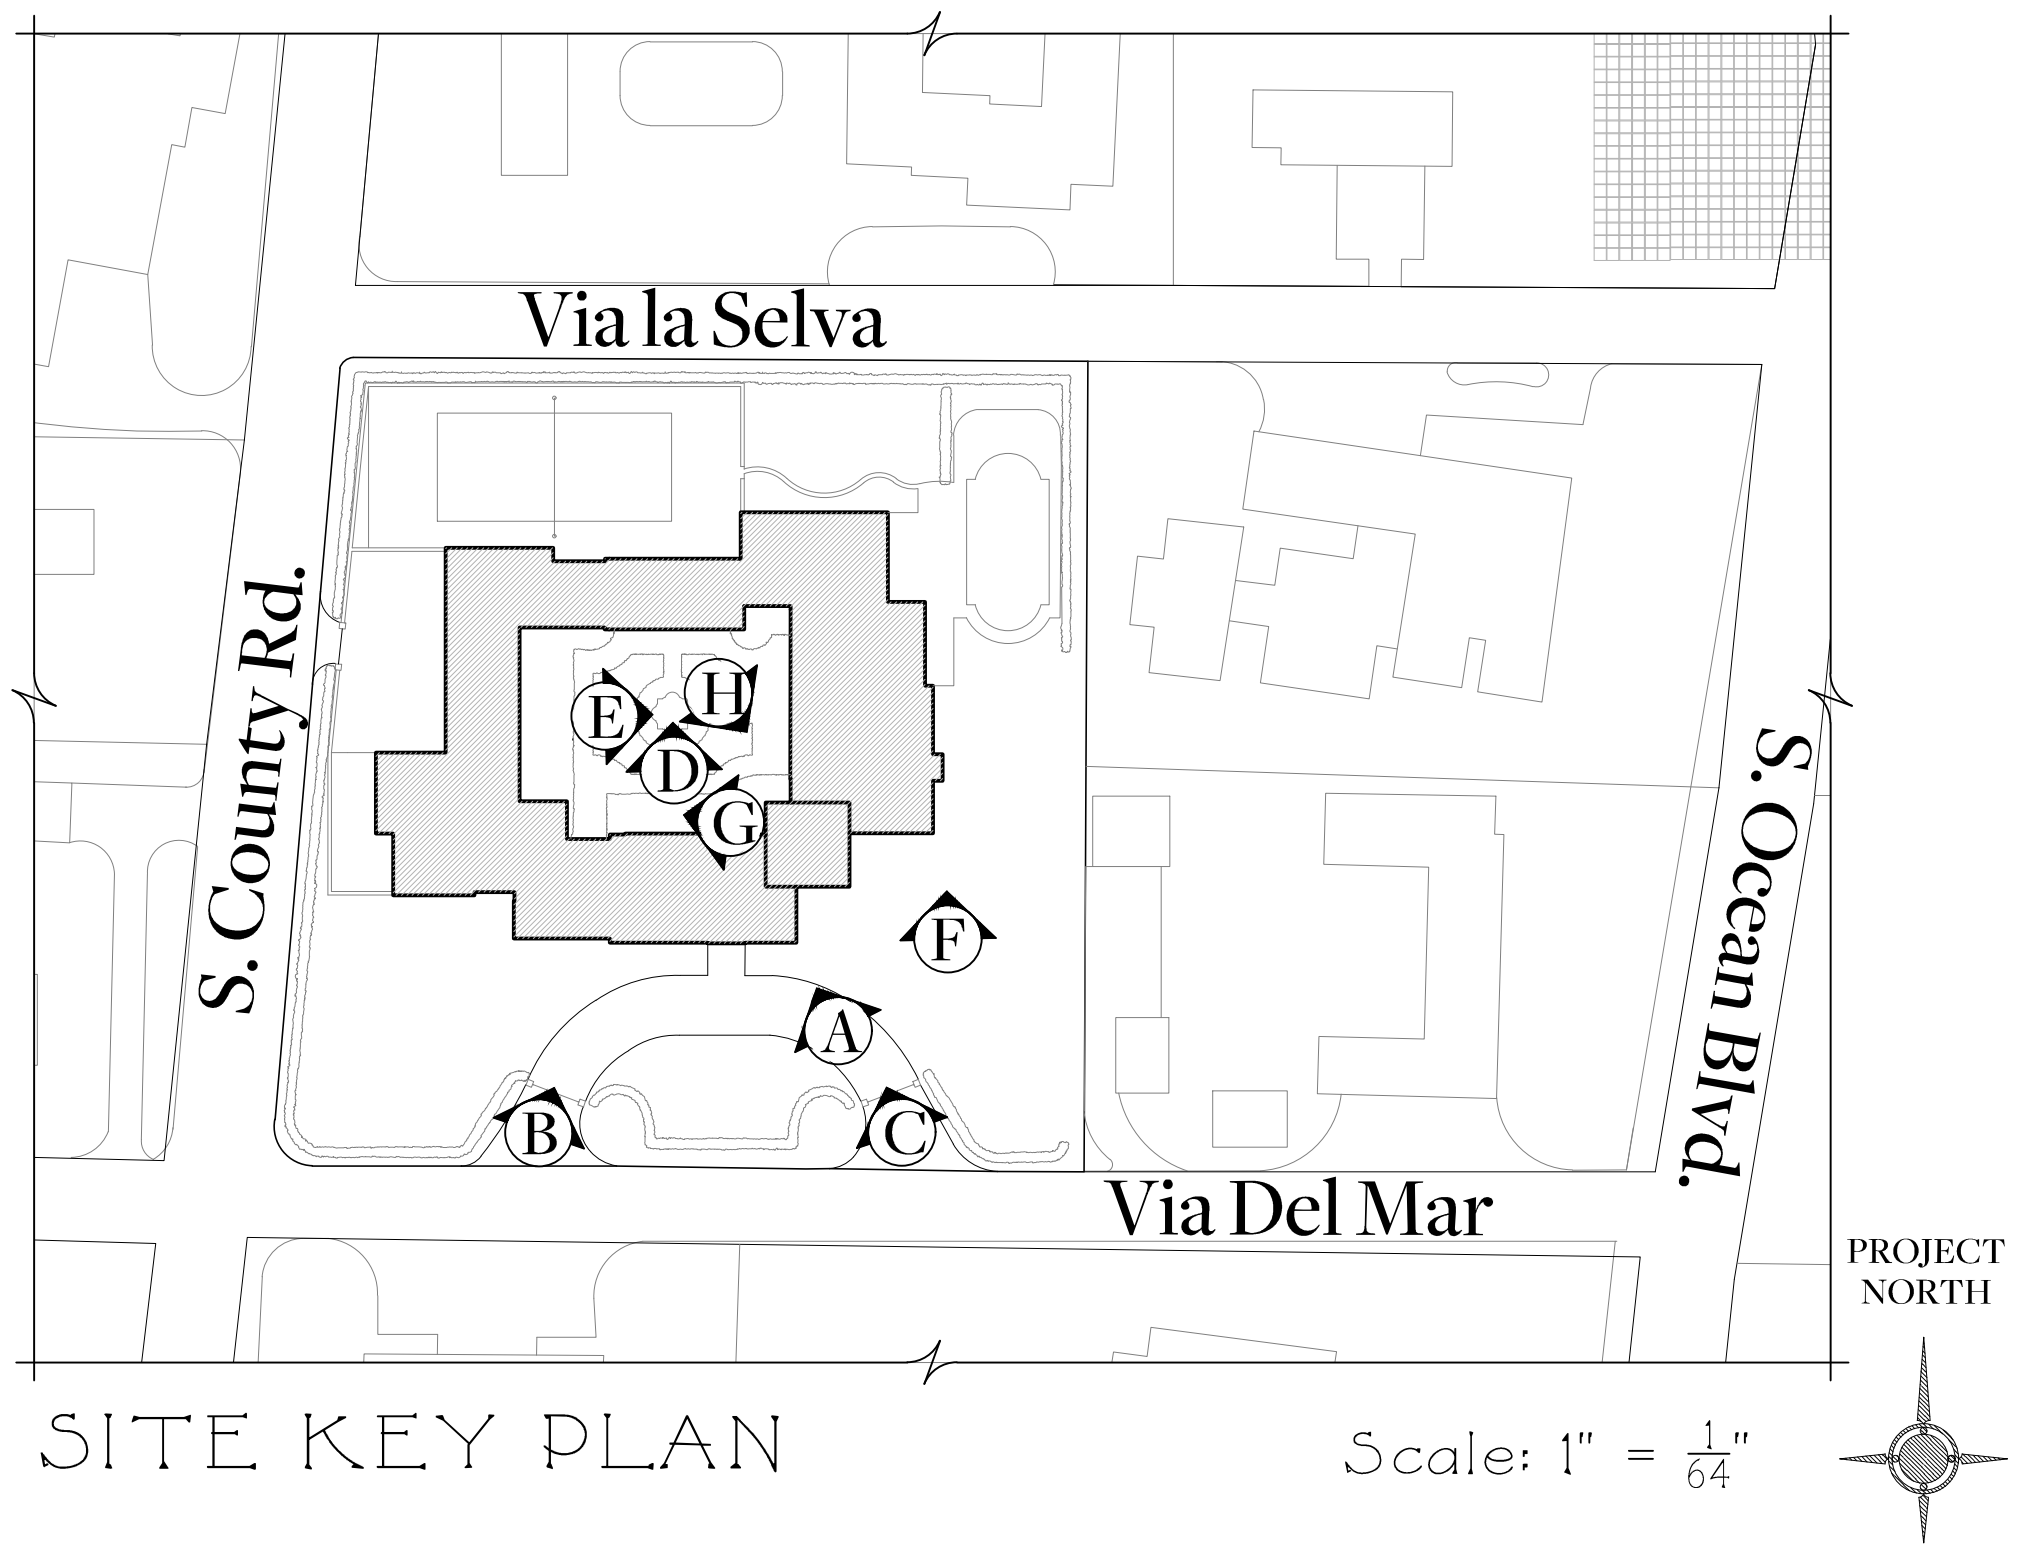 Via la Selva
S. County Rd.
S. Ocean Blvd.
E
H
D
G
F
A
B
C
Via Del Mar
PROJECT
NORTH
SITE KEY PLAN
Scale: 1" = 1/64"